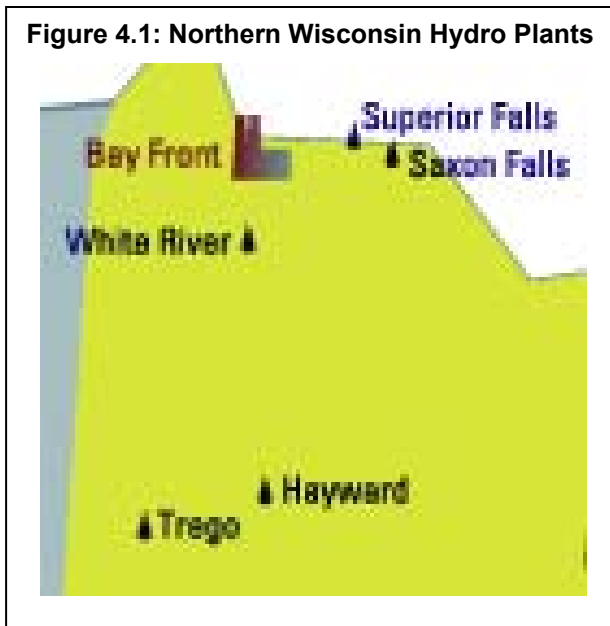 Figure 4.1: Northern Wisconsin Hydro Plants
Superior Falls
Bay Front
Saxon Falls
White River
Hayward
Trego